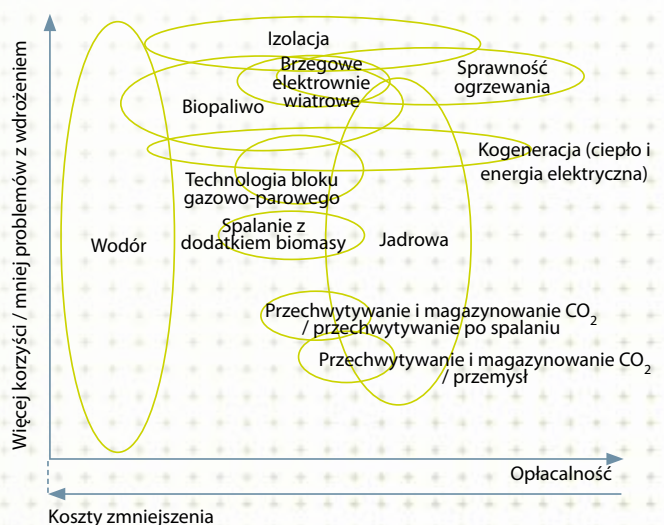 Więcej korzyści / mniej problemów z wdrożeniem
Izolacja
Brzegowe
elektrownie
wiatrowe
Sprawność
ogrzewania
Biopaliwo
Kogeneracja (ciepło i
energia elektryczna)
Technologia bloku
gazowo-parowego
Spalanie z
dodatkiem biomasy
Wodór
Jadrowa
Przechwytywanie i magazynowanie CO₂
/ przechwytywanie po spalaniu
Przechwytywanie i magazynowanie CO₂
/ przemysł
Opłacalność
Koszty zmniejszenia